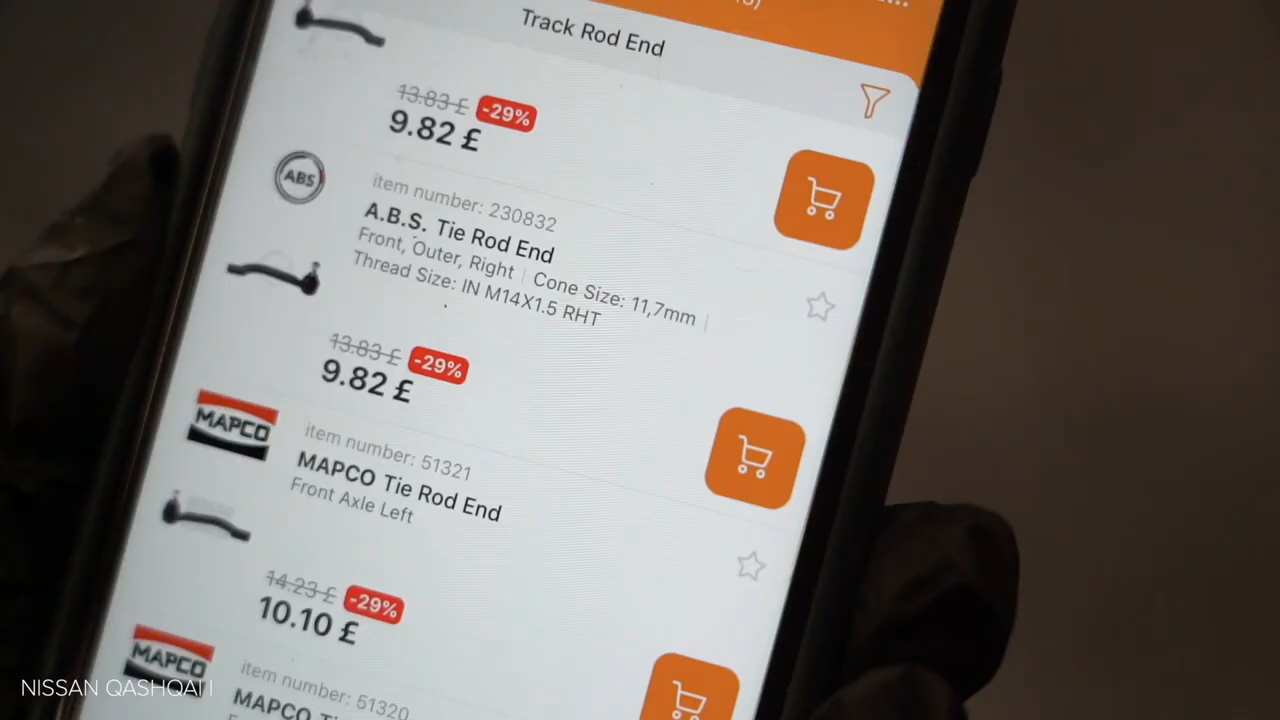 Track Rod End
13.83 £ -29%
9.82 £
ABS
item number: 230832
A.B.S. Tie Rod End
Front, Outer, Right | Cone Size: 11,7mm |
Thread Size: IN M14X1.5 RHT
13.83 £ -29%
9.82 £
MAPCO
item number: 51321
MAPCO Tie Rod End
Front Axle Left
14.23 £ -29%
10.10 £
MAPCO
item number: 51320
MAPCO
NISSAN QASHQAI I